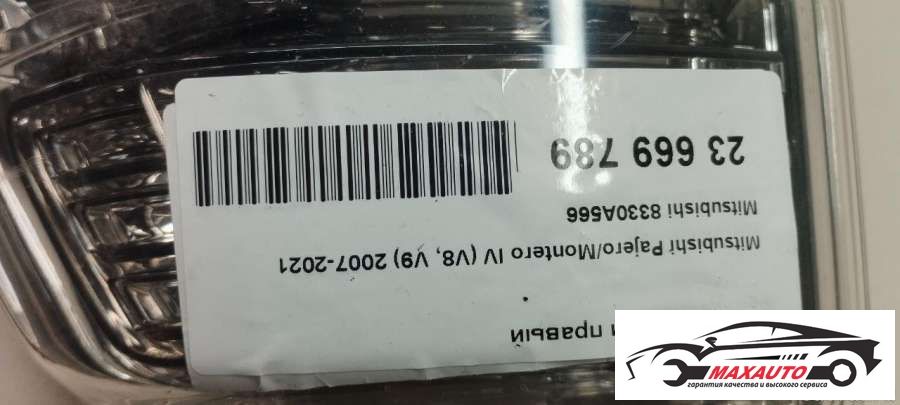 правый
Mitsubishi Pajero/Montero IV (V8, V9) 2007-2021
Mitsubishi 8330A566
23 669 789
MAXAUTO
гарантия качества и высокого сервиса